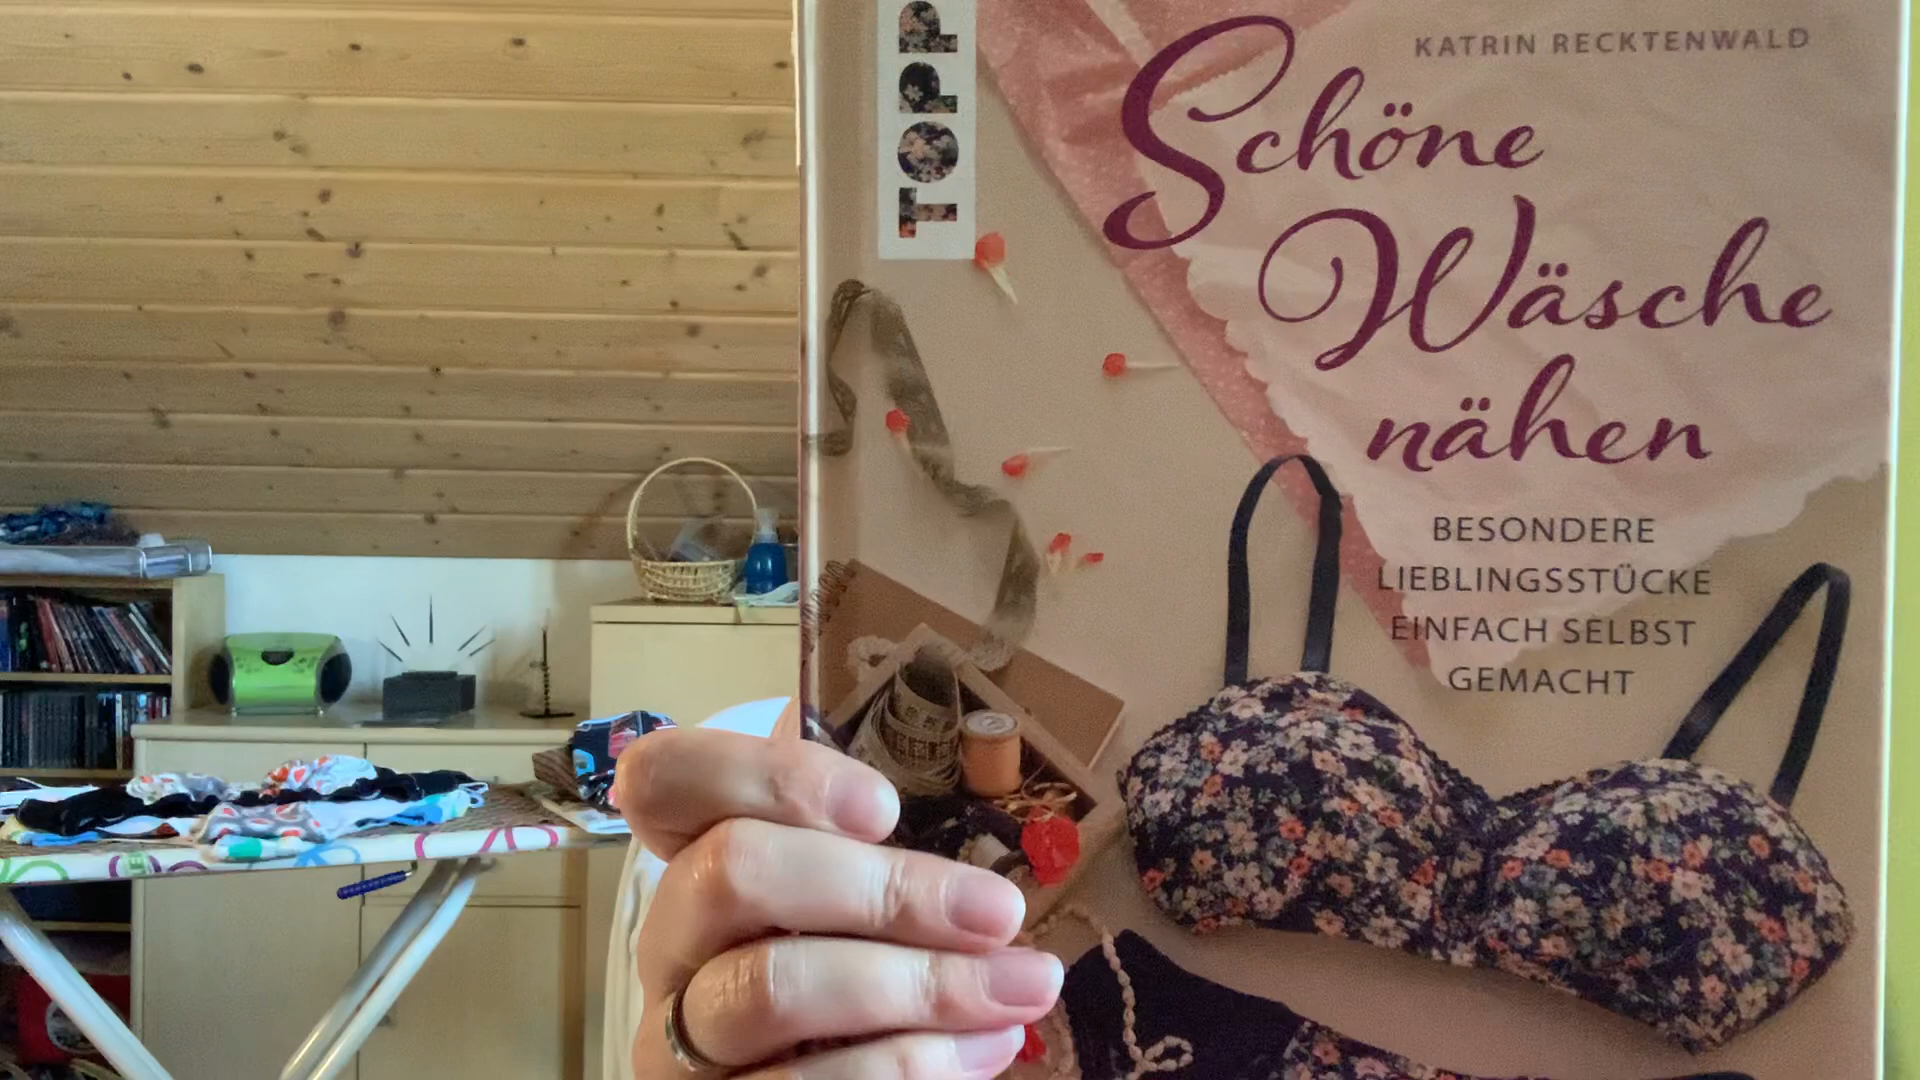 TOPP
KATRIN RECKTENWALD
Schöne
Wäsche
nähen
BESONDERE
LIEBLINGSSTÜCKE
EINFACH SELBST
GEMACHT